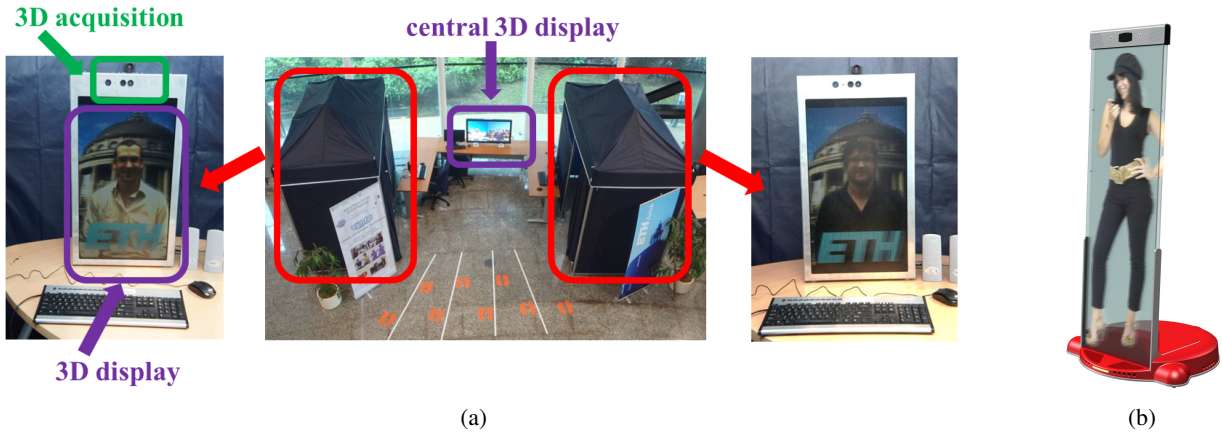 3D acquisition
central 3D display
ETH
ETH
ETH
3D display
(a)
(b)